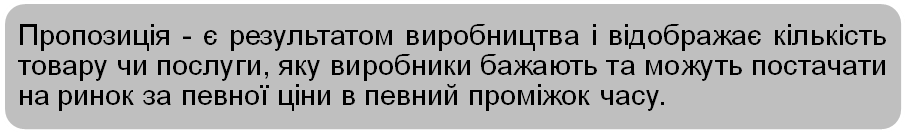 Пропозиція - є результатом виробництва і відображає кількість
товару чи послуги, яку виробники бажають та можуть постачати
на ринок за певної ціни в певний проміжок часу.